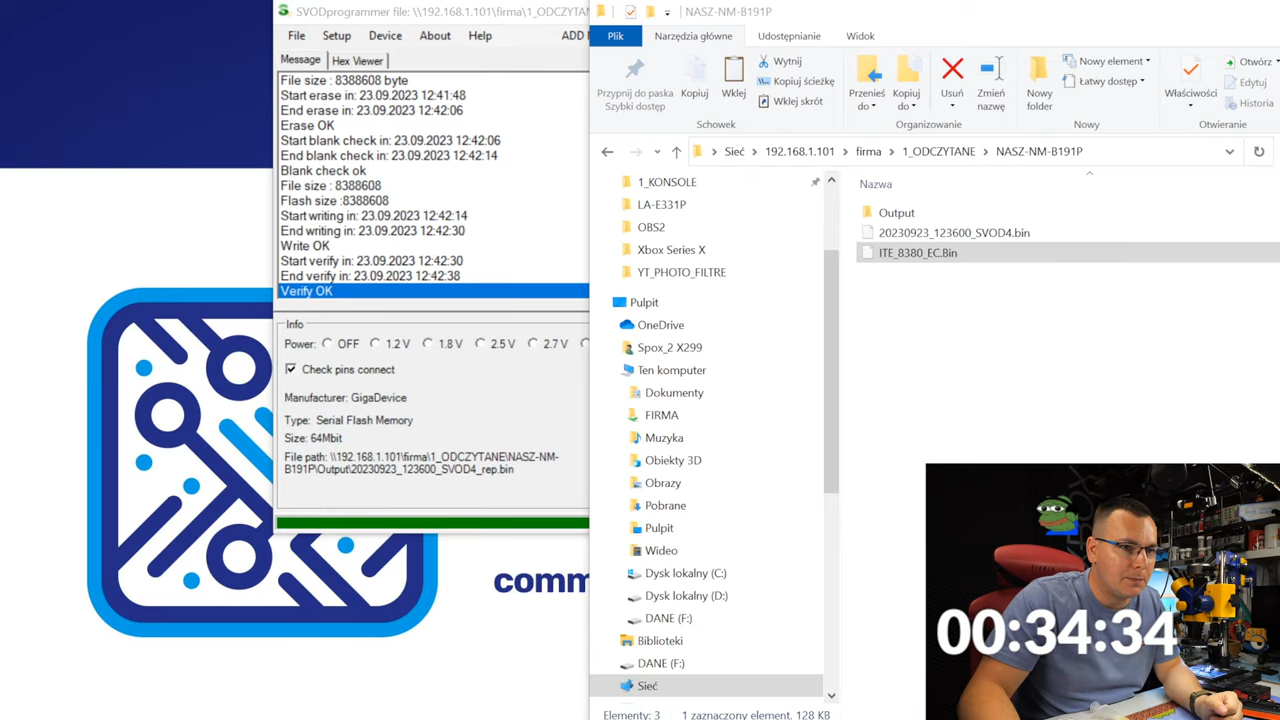 SVODprogrammer file: \\192.168.1.101\firma\1_ODCZYTAN
File Setup Device About Help ADD
Message Hex Viewer
File size : 8388608 byte
Start erase in: 23.09.2023 12:41:48
End erase in: 23.09.2023 12:42:06
Erase OK
Start blank check in: 23.09.2023 12:42:06
End blank check in: 23.09.2023 12:42:14
Blank check ok
File size : 8388608
Flash size :8388608
Start writing in: 23.09.2023 12:42:14
End writing in: 23.09.2023 12:42:30
Write OK
Start verify in: 23.09.2023 12:42:30
End verify in: 23.09.2023 12:42:38
Verify OK
Info
Power: OFF 1.2 V 1.8 V 2.5 V 2.7 V
Check pins connect
Manufacturer: GigaDevice
Type: Serial Flash Memory
Size: 64Mbit
File path: \\192.168.1.101\firma\1_ODCZYTANE\NASZ-NM-
B191P\Output\20230923_123600_SVOD4_rep.bin
comm
NASZ-NM-B191P
Plik Narzędzia główne Udostępnianie Widok
Przypnij do paska
Szybki dostęp
Kopiuj
Wklej
Wytnij
Kopiuj ścieżkę
Wklej skrót
Schowek
Przenieś
do
Kopiuj
do
Usuń
Zmień
nazwę
Organizowanie
Nowy
folder
Nowy element
Łatwy dostęp
Nowy
Właściwości
Otwórz
Edytuj
Historia
Otwieranie
Sieć 192.168.1.101 firma 1_ODCZYTANE NASZ-NM-B191P
1_KONSOLE
LA-E331P
OBS2
Xbox Series X
YT_PHOTO_FILTRE
Pulpit
OneDrive
Spox_2 X299
Ten komputer
Dokumenty
FIRMA
Muzyka
Obiekty 3D
Obrazy
Pobrane
Pulpit
Wideo
Dysk lokalny (C:)
Dysk lokalny (D:)
DANE (F:)
Biblioteki
DANE (F:)
Sieć
Nazwa
Output
20230923_123600_SVOD4.bin
ITE_8380_EC.Bin
Elementy: 3 1 zaznaczony element. 128 KB
00:34:34